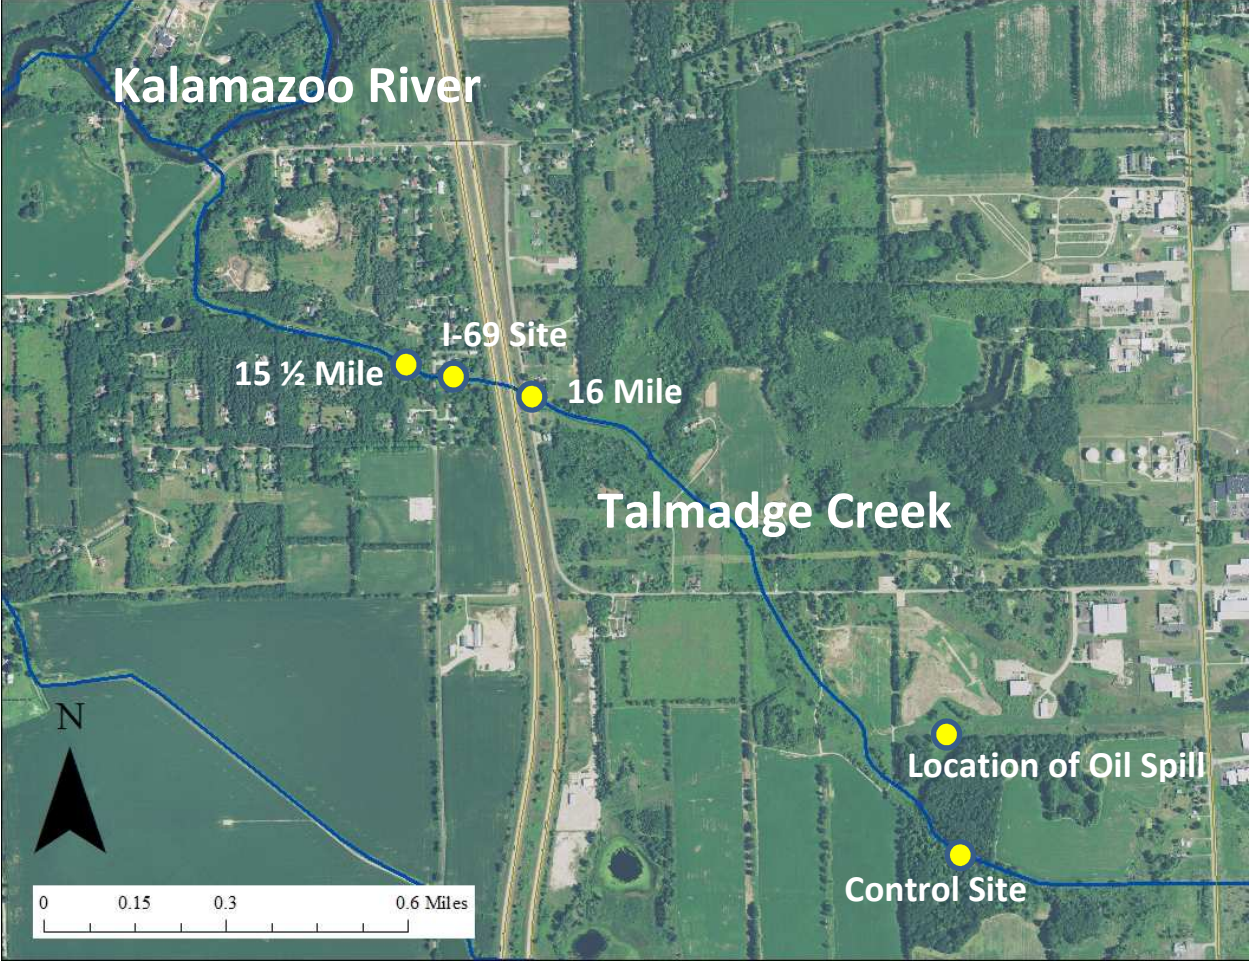 Kalamazoo River
I-69 Site
15 ½ Mile
16 Mile
Talmadge Creek
N
Location of Oil Spill
Control Site
0 0.15 0.3 0.6 Miles